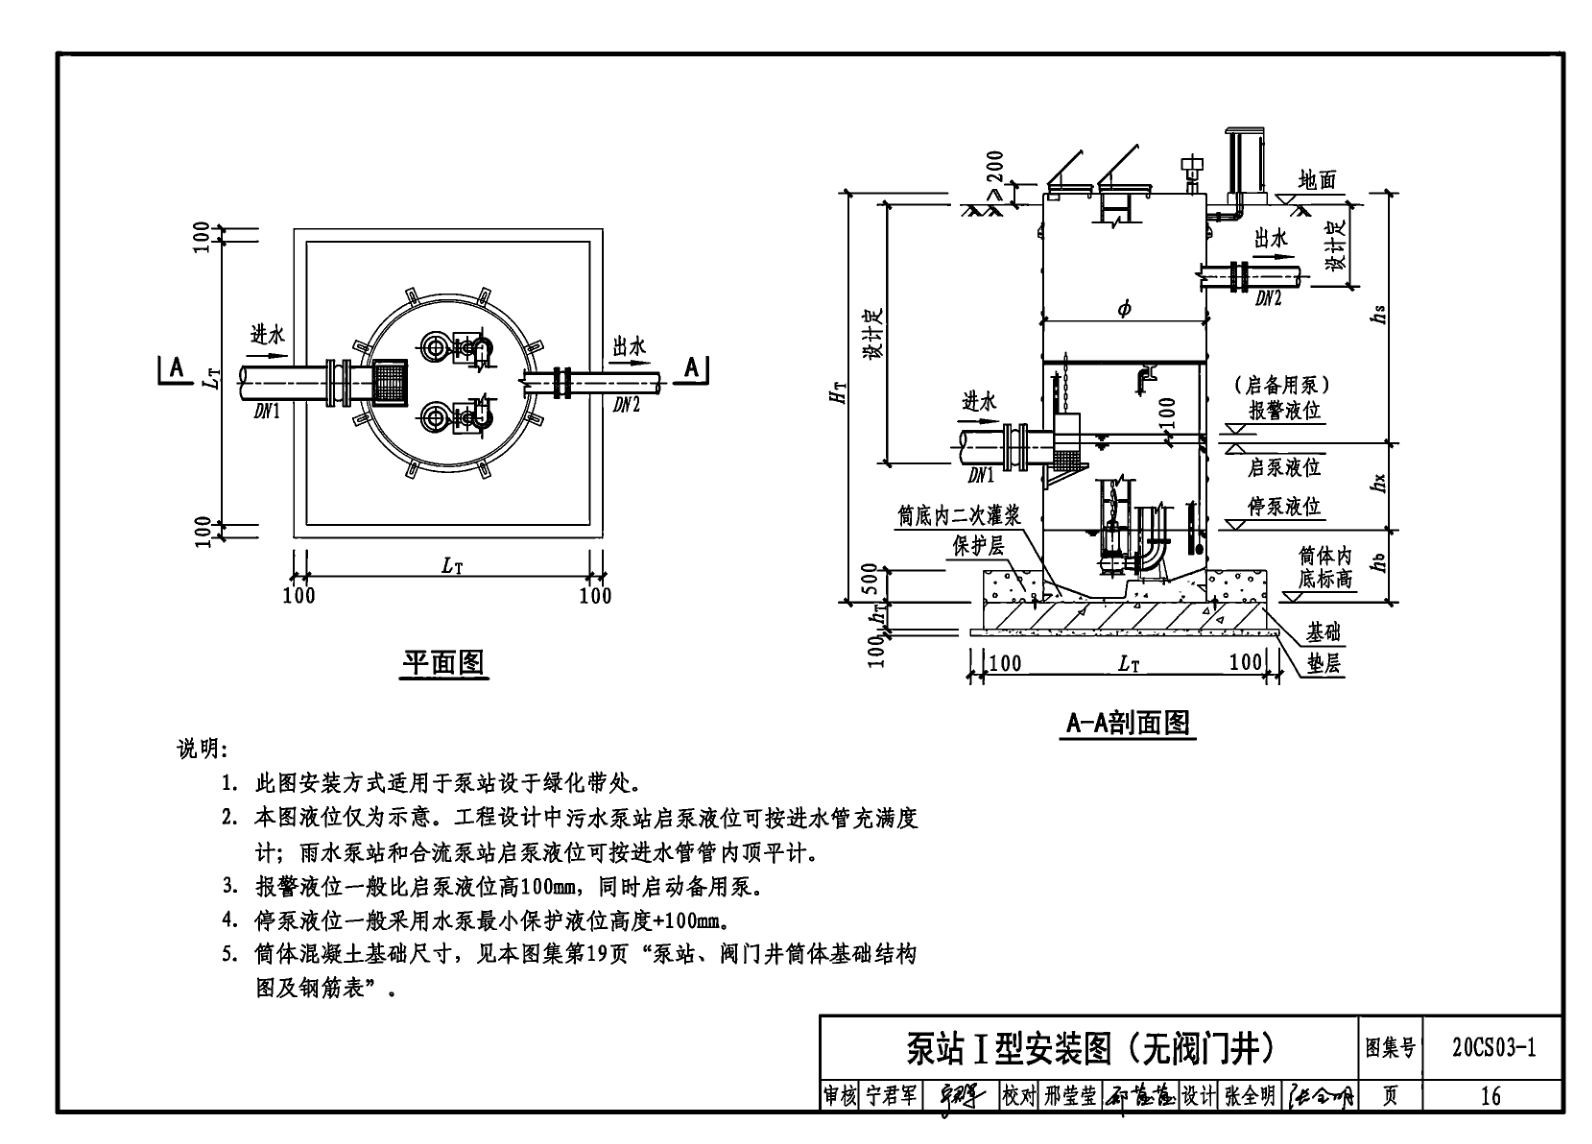 100
进水
A
LT
DN1
出水
A
DN2
100
LT
100
100
平面图
≥200
地面
出水
设计定
DN2
hs
ϕ
设计定
HT
(启备用泵)
报警液位
100
进水
DN1
启泵液位
hx
停泵液位
筒底内二次灌浆
保护层
筒体内
底标高
hb
500
hT
100
基础
垫层
100
LT
100
A-A剖面图
说明:
1. 此图安装方式适用于泵站设于绿化带处。
2. 本图液位仅为示意。工程设计中污水泵站启泵液位可按进水管充满度
计；雨水泵站和合流泵站启泵液位可按进水管管内顶平计。
3. 报警液位一般比启泵液位高100mm，同时启动备用泵。
4. 停泵液位一般采用水泵最小保护液位高度+100mm。
5. 筒体混凝土基础尺寸，见本图集第19页“泵站、阀门井筒体基础结构
图及钢筋表”。
泵站Ⅰ型安装图（无阀门井）
图集号
20CS03-1
审核 宁君军 校对 邢莹莹 设计 张全明 张全明
页
16